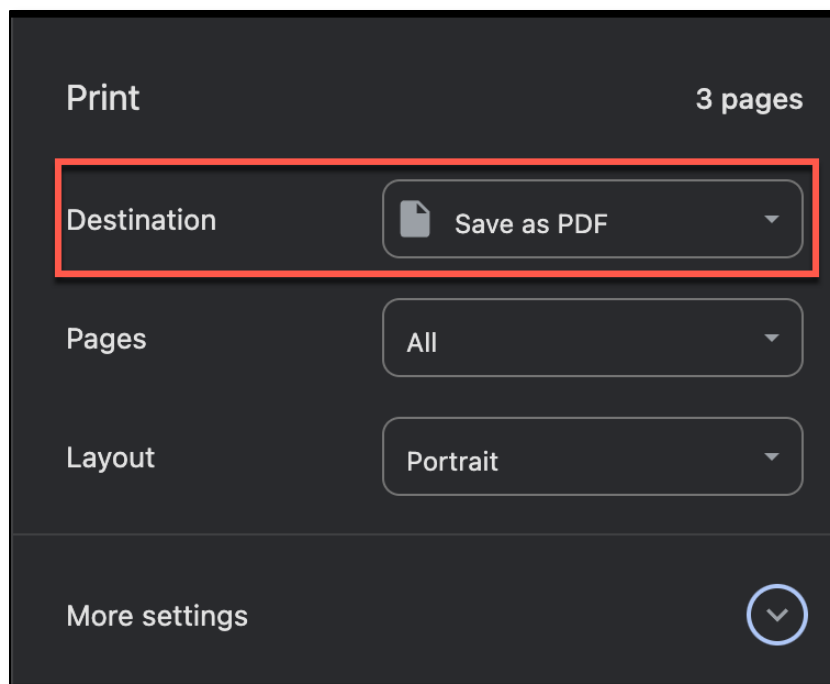 Print
3 pages
Destination
Save as PDF
Pages
All
Layout
Portrait
More settings